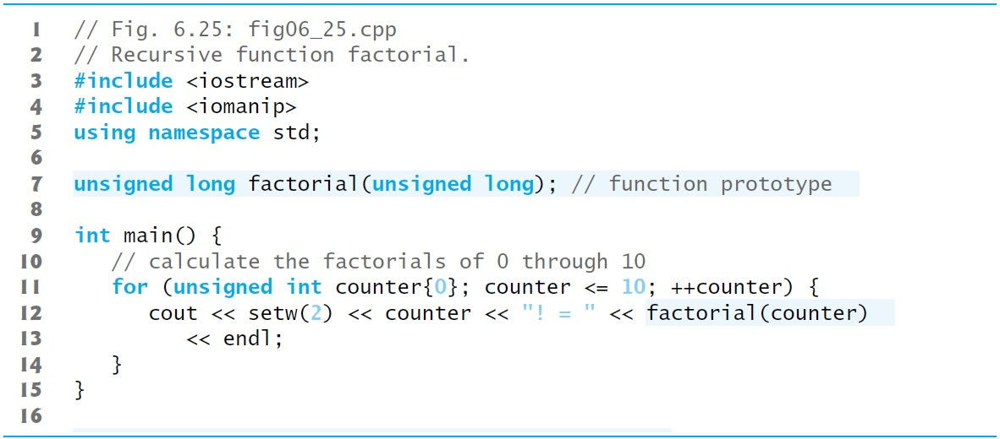 1 // Fig. 6.25: fig06_25.cpp
2 // Recursive function factorial.
3 #include <iostream>
4 #include <iomanip>
5 using namespace std;
6
7 unsigned long factorial(unsigned long); // function prototype
8
9 int main() {
10 // calculate the factorials of 0 through 10
11 for (unsigned int counter{0}; counter <= 10; ++counter) {
12 cout << setw(2) << counter << "! = " << factorial(counter)
13 << endl;
14 }
15 }
16